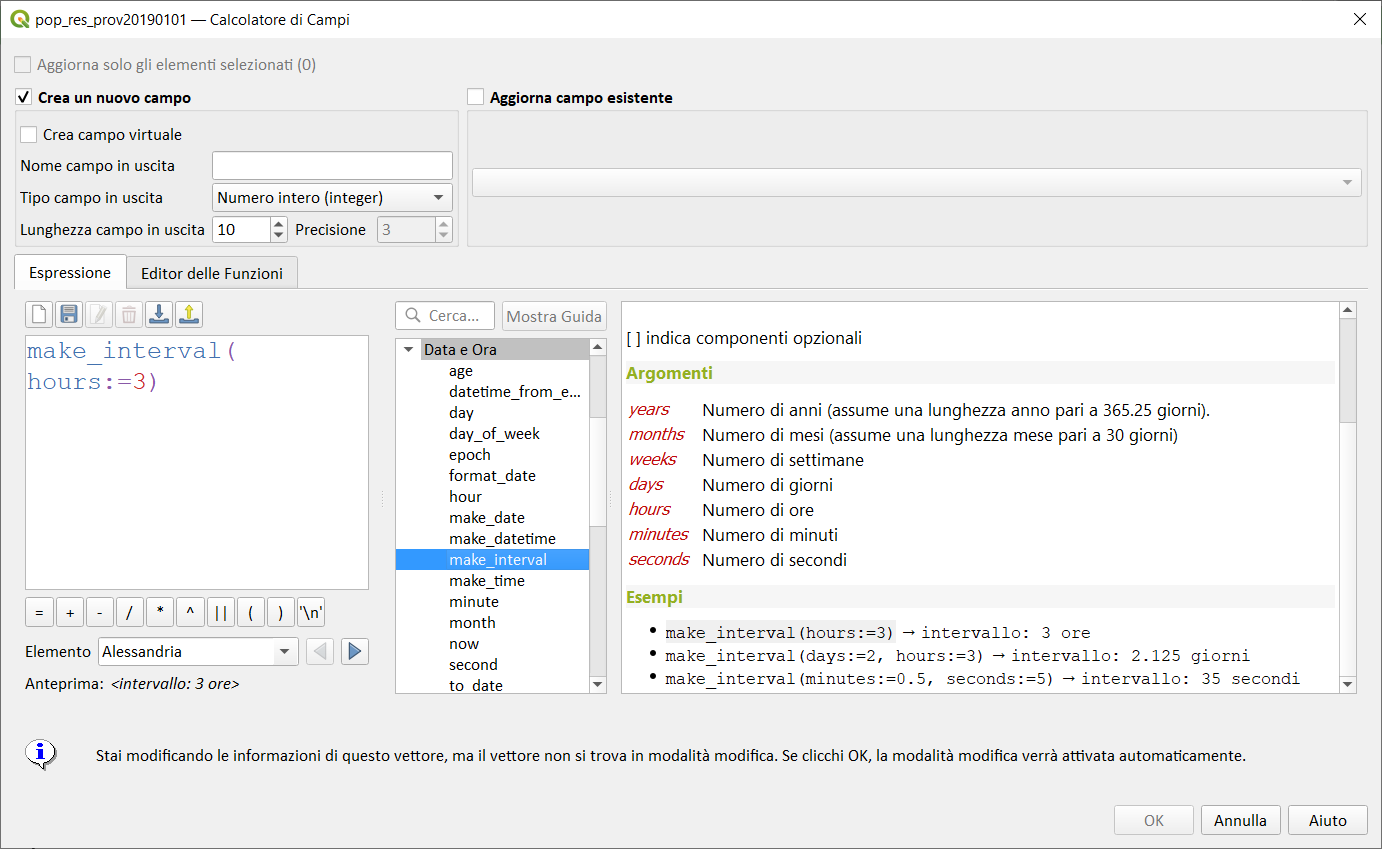 pop_res_prov20190101 — Calcolatore di Campi
Aggiorna solo gli elementi selezionati (0)
Crea un nuovo campo
Aggiorna campo esistente
Crea campo virtuale
Nome campo in uscita
Tipo campo in uscita
Numero intero (integer)
Lunghezza campo in uscita
10
Precisione
3
Espressione
Editor delle Funzioni
make_interval(
hours:=3)
= + - / * ^ || ( ) '\n'
Elemento
Alessandria
Anteprima: <intervallo: 3 ore>
Cerca...
Mostra Guida
Data e Ora
age
datetime_from_e...
day
day_of_week
epoch
format_date
hour
make_date
make_datetime
make_interval
make_time
minute
month
now
second
to_date
[ ] indica componenti opzionali
Argomenti
years Numero di anni (assume una lunghezza anno pari a 365.25 giorni).
months Numero di mesi (assume una lunghezza mese pari a 30 giorni)
weeks Numero di settimane
days Numero di giorni
hours Numero di ore
minutes Numero di minuti
seconds Numero di secondi
Esempi
• make_interval(hours:=3) → intervallo: 3 ore
• make_interval(days:=2, hours:=3) → intervallo: 2.125 giorni
• make_interval(minutes:=0.5, seconds:=5) → intervallo: 35 secondi
Stai modificando le informazioni di questo vettore, ma il vettore non si trova in modalità modifica. Se clicchi OK, la modalità modifica verrà attivata automaticamente.
OK
Annulla
Aiuto